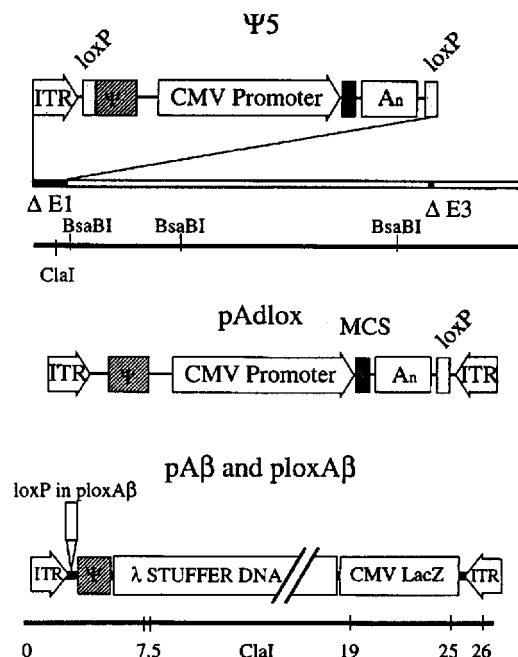 Ψ5
loxP
loxP
ITR Ψ CMV Promoter An
Δ E1 Δ E3
BsaBI BsaBI BsaBI
ClaI
pAdlox
MCS
loxP
ITR Ψ CMV Promoter An ITR
pAβ and ploxAβ
loxP in ploxAβ
ITR Ψ λ STUFFER DNA CMV LacZ ITR
0 7.5 ClaI 19 25 26